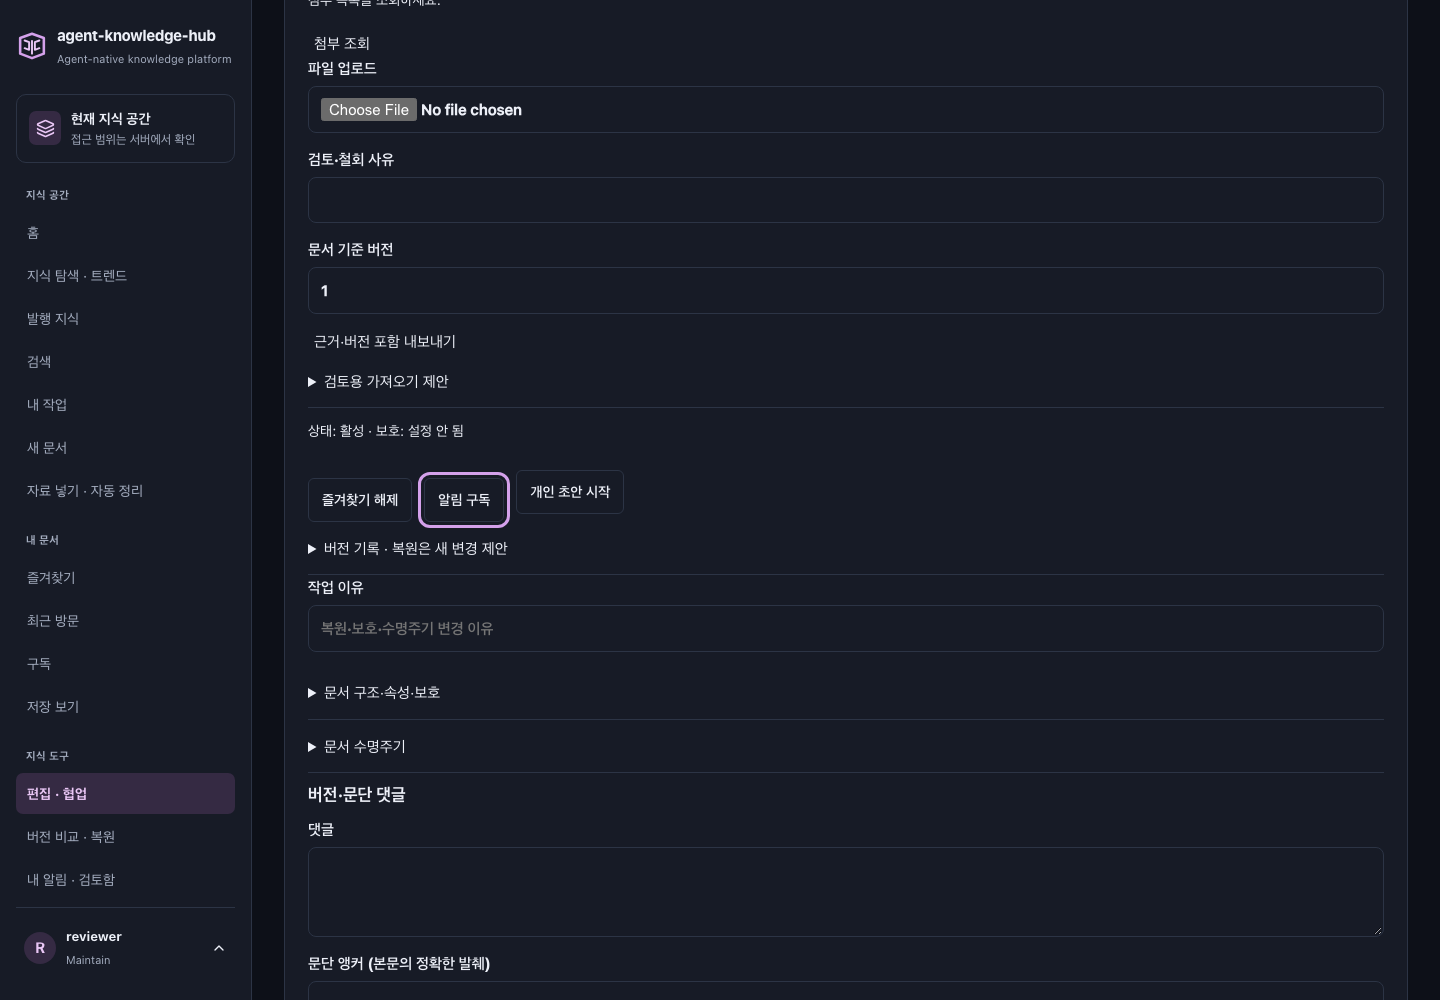 agent-knowledge-hub
Agent-native knowledge platform
현재 지식 공간
접근 범위는 서버에서 확인
지식 공간
홈
지식 탐색 · 트렌드
발행 지식
검색
내 작업
새 문서
자료 넣기 · 자동 정리
내 문서
즐겨찾기
최근 방문
구독
저장 보기
지식 도구
편집 · 협업
버전 비교 · 복원
내 알림 · 검토함
R
reviewer
Maintain
첨부 조회
파일 업로드
Choose File No file chosen
검토·철회 사유
문서 기준 버전
1
근거·버전 포함 내보내기
검토용 가져오기 제안
상태: 활성 · 보호: 설정 안 됨
즐겨찾기 해제 알림 구독 개인 초안 시작
버전 기록 · 복원은 새 변경 제안
작업 이유
복원·보호·수명주기 변경 이유
문서 구조·속성·보호
문서 수명주기
버전·문단 댓글
댓글
문단 앵커 (본문의 정확한 발췌)